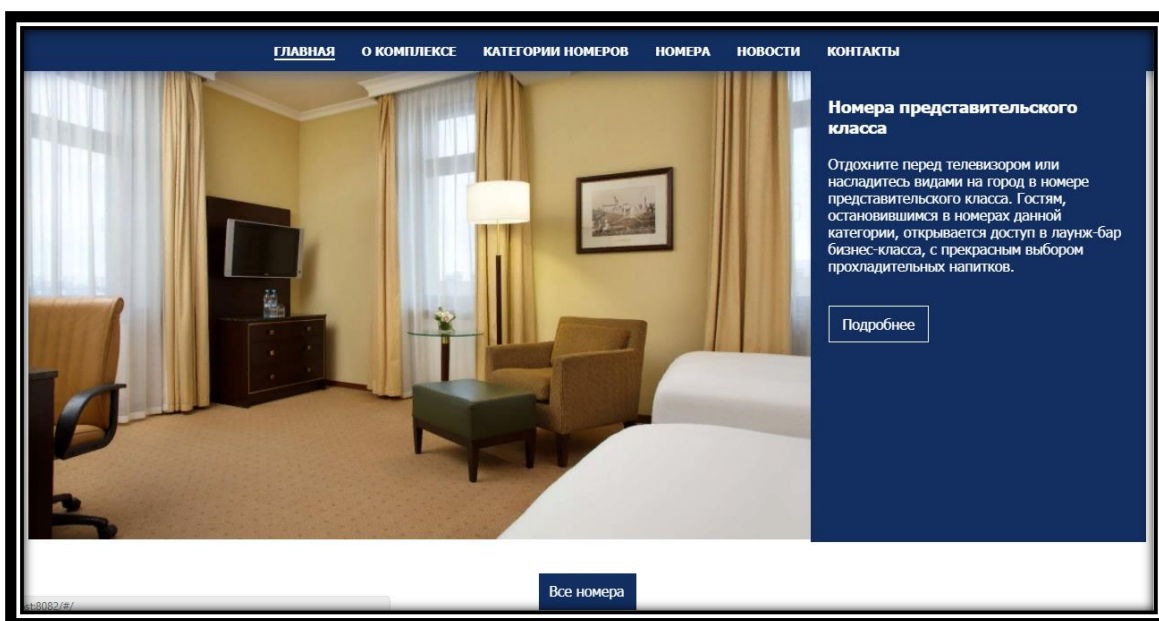 ГЛАВНАЯ О КОМПЛЕКСЕ КАТЕГОРИИ НОМЕРОВ НОМЕРА НОВОСТИ КОНТАКТЫ
Номера представительского
класса
Отдохните перед телевизором или
насладитесь видами на город в номере
представительского класса. Гостям,
остановившимся в номерах данной
категории, открывается доступ в лаунж-бар
бизнес-класса, с прекрасным выбором
прохладительных напитков.
Подробнее
Все номера
st:8082/#/